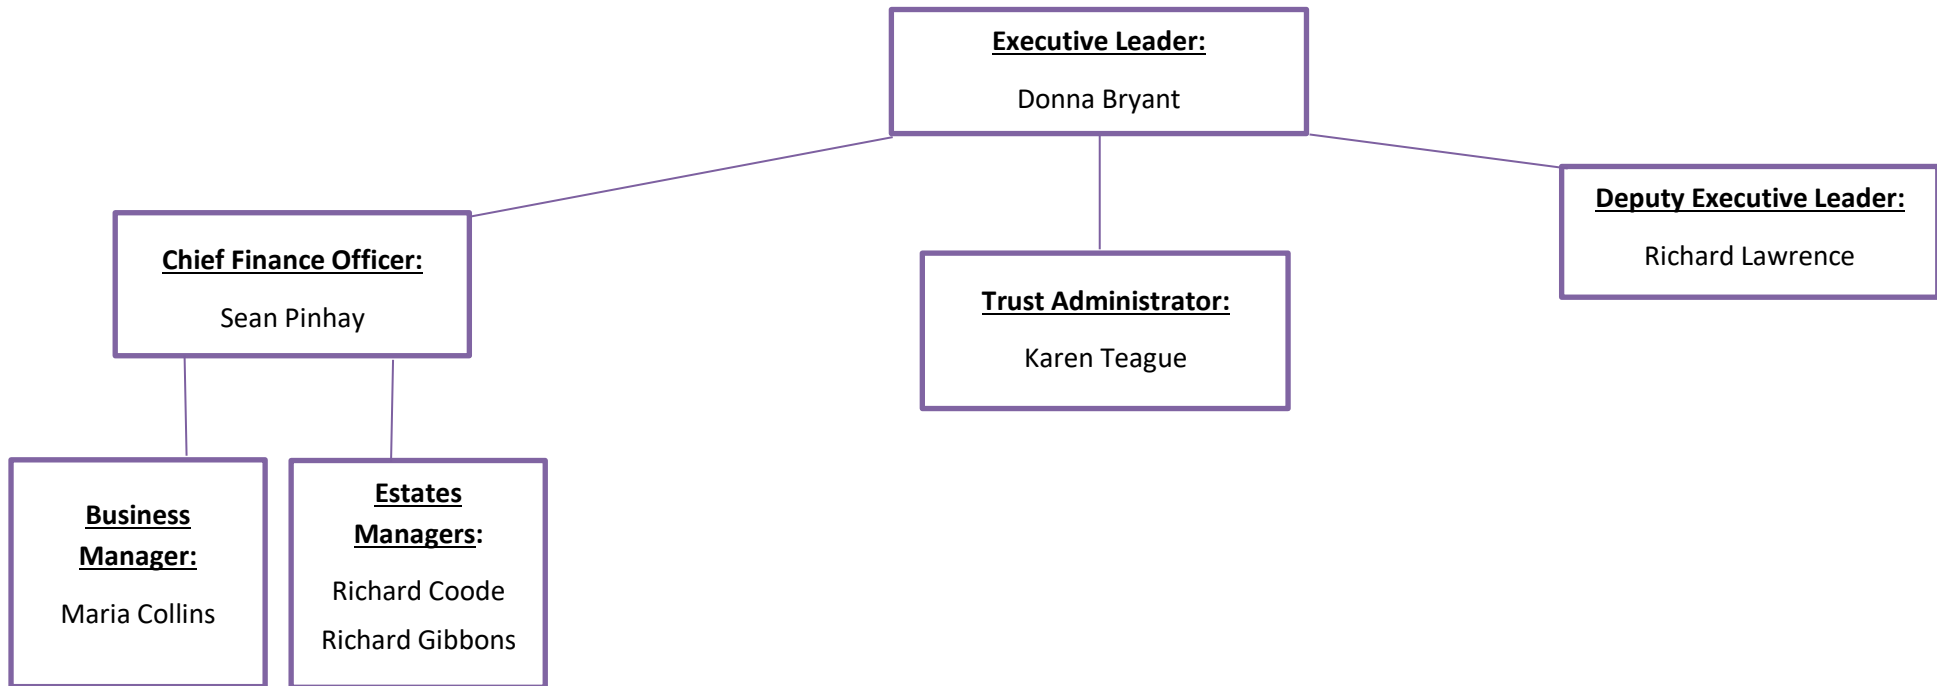 Executive Leader:
Donna Bryant
Deputy Executive Leader:
Richard Lawrence
Chief Finance Officer:
Sean Pinhay
Trust Administrator:
Karen Teague
Business
Manager:
Maria Collins
Estates
Managers:
Richard Coode
Richard Gibbons